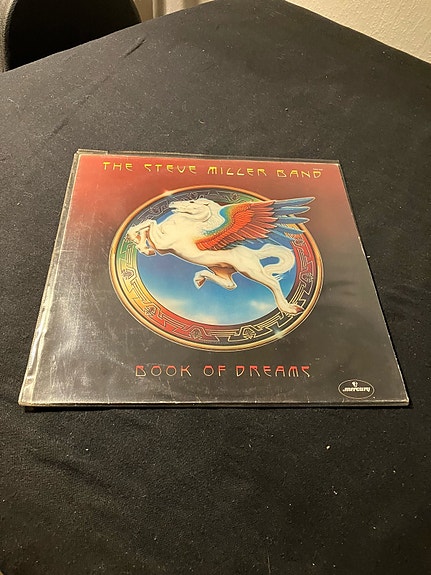 THE STEVE MILLER BAND
BOOK OF DREAMS
mercury